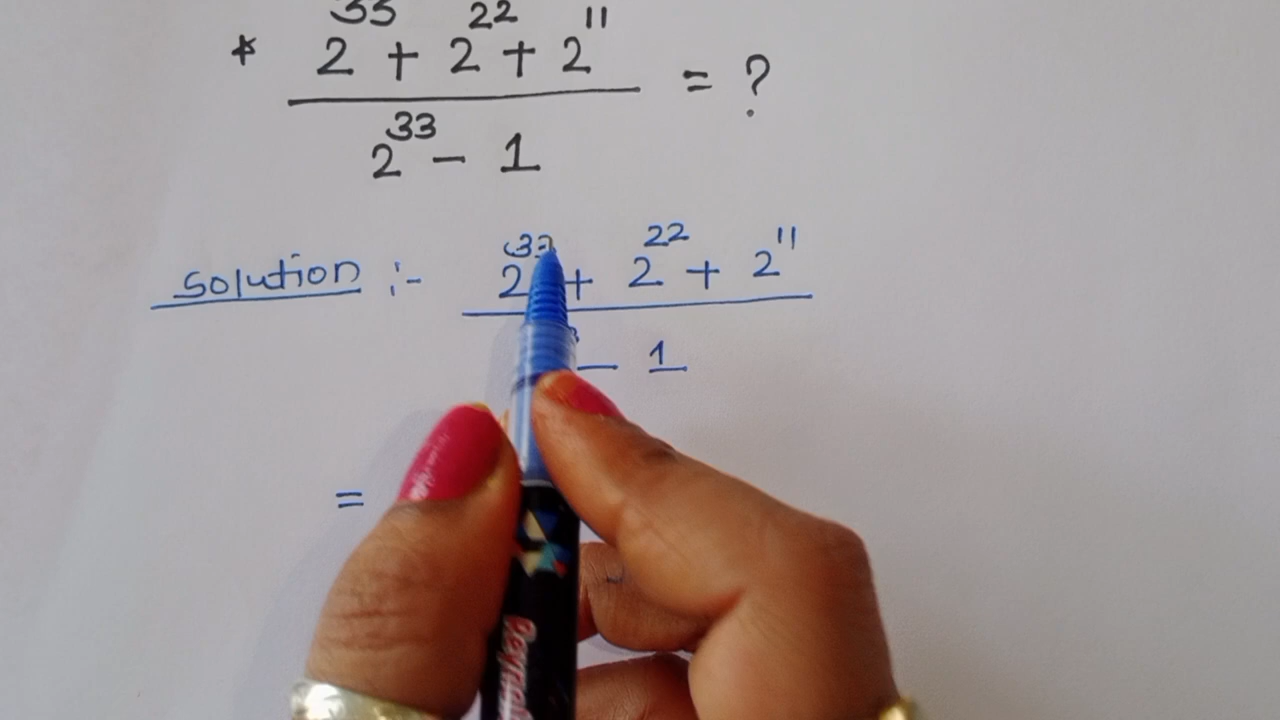 * 2^33 + 2^22 + 2^11 = ?
2^33 - 1
Solution :- 2^33 + 2^22 + 2^11
- 1
=